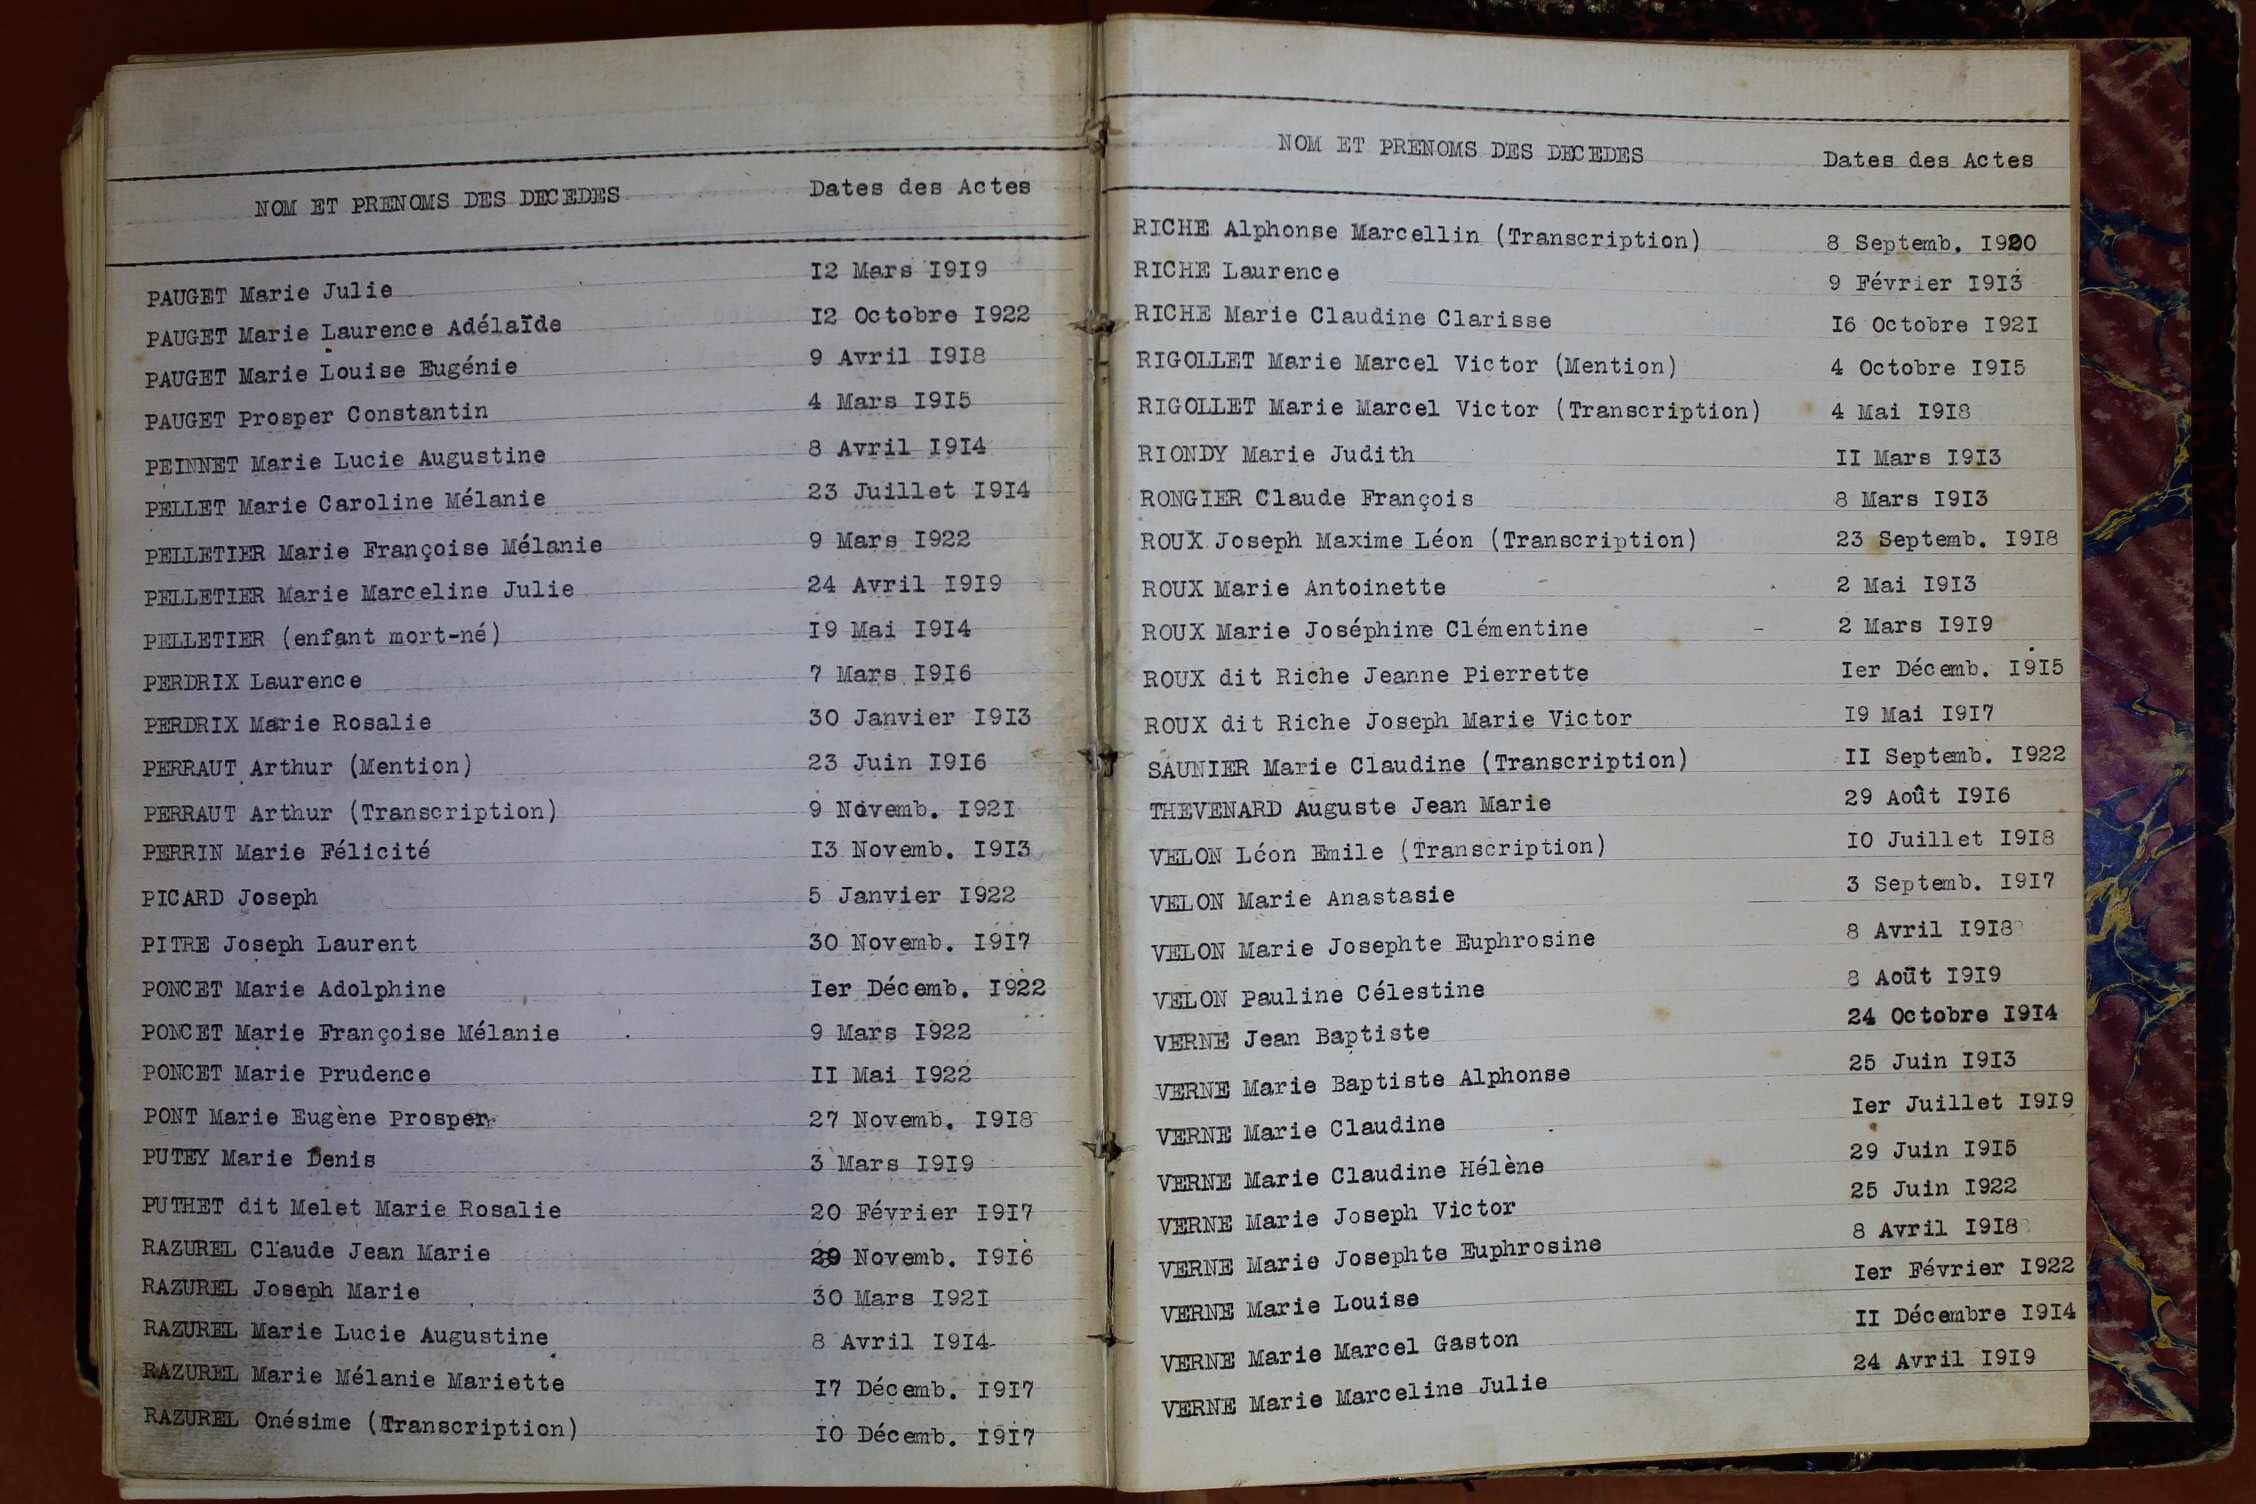 NOM ET PRENOMS DES DECEDES Dates des Actes
PAUGET Marie Julie 12 Mars 1919
PAUGET Marie Laurence Adélaïde 12 Octobre 1922
PAUGET Marie Louise Eugénie 9 Avril 1918
PAUGET Prosper Constantin 4 Mars 1915
PEINNET Marie Lucie Augustine 8 Avril 1914
PELLET Marie Caroline Mélanie 23 Juillet 1914
PELLETIER Marie Françoise Mélanie 9 Mars 1922
PELLETIER Marie Marceline Julie 24 Avril 1919
PELLETIER (enfant mort-né) 19 Mai 1914
PERDRIX Laurence 7 Mars 1916
PERDRIX Marie Rosalie 30 Janvier 1913
PERRAUT Arthur (Mention) 23 Juin 1916
PERRAUT Arthur (Transcription) 9 Novemb. 1921
PERRIN Marie Félicité 13 Novemb. 1913
PICARD Joseph 5 Janvier 1922
PITRE Joseph Laurent 30 Novemb. 1917
PONCET Marie Adolphine Ier Décemb. 1922
PONCET Marie Françoise Mélanie 9 Mars 1922
PONCET Marie Prudence 11 Mai 1922
PONT Marie Eugène Prosper 27 Novemb. 1918
PUTEY Marie Denis 3 Mars 1919
PUTHET dit Melet Marie Rosalie 20 Février 1917
RAZUREL Claude Jean Marie Novemb. 1916
RAZUREL Joseph Marie 30 Mars 1921
RAZUREL Marie Lucie Augustine 8 Avril 1914
RAZUREL Marie Mélanie Mariette 17 Décemb. 1917
RAZUREL Onésime (Transcription) 10 Décemb. 1917
NOM ET PRENOMS DES DECEDES Dates des Actes
RICHE Alphonse Marcellin (Transcription) 8 Septemb. 1920
RICHE Laurence 9 Février 1913
RICHE Marie Claudine Clarisse 16 Octobre 1921
RIGOLLET Marie Marcel Victor (Mention) 4 Octobre 1915
RIGOLLET Marie Marcel Victor (Transcription) 4 Mai 1918
RIONDY Marie Judith 11 Mars 1913
RONGIER Claude François 8 Mars 1913
ROUX Joseph Maxime Léon (Transcription) 23 Septemb. 1918
ROUX Marie Antoinette 2 Mai 1913
ROUX Marie Joséphine Clémentine 2 Mars 1919
ROUX dit Riche Jeanne Pierrette Ier Décemb. 1915
ROUX dit Riche Joseph Marie Victor 19 Mai 1917
SAUNIER Marie Claudine (Transcription) 11 Septemb. 1922
THEVENARD Auguste Jean Marie 29 Août 1916
VELON Léon Emile (Transcription) 10 Juillet 1918
VELON Marie Anastasie 3 Septemb. 1917
VELON Marie Josephte Euphrosine 8 Avril 1918
VELON Pauline Célestine 8 Août 1919
VERNE Jean Baptiste 24 Octobre 1914
VERNE Marie Baptiste Alphonse 25 Juin 1913
VERNE Marie Claudine Ier Juillet 1919
VERNE Marie Claudine Hélène 29 Juin 1915
VERNE Marie Joseph Victor 25 Juin 1922
VERNE Marie Josephte Euphrosine 8 Avril 1918
VERNE Marie Louise Ier Février 1922
VERNE Marie Marcel Gaston 11 Décembre 1914
VERNE Marie Marceline Julie 24 Avril 1919